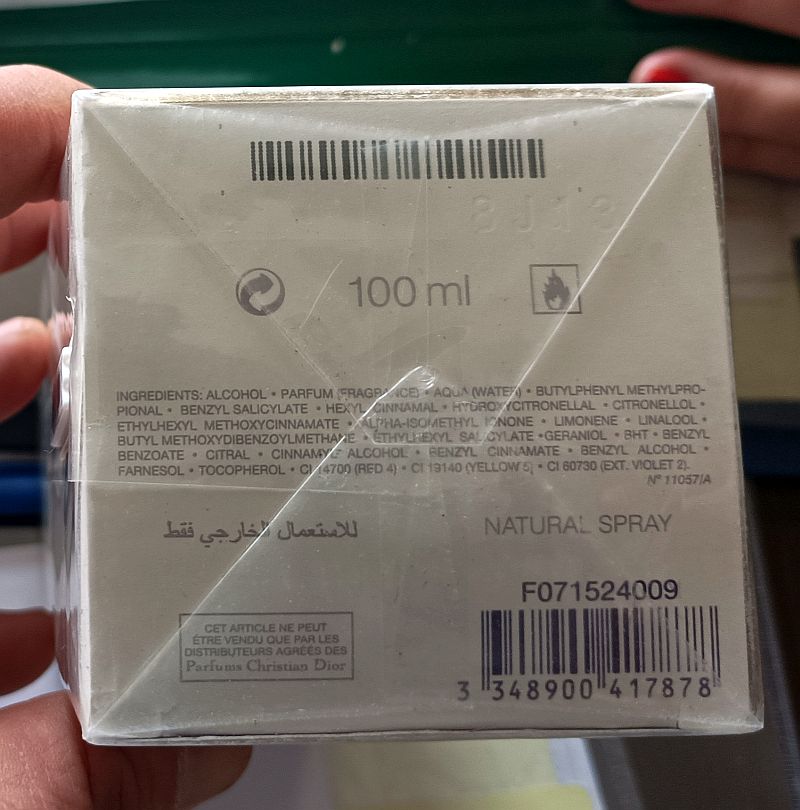 8J13
100 ml
INGREDIENTS: ALCOHOL • PARFUM (FRAGRANCE) • AQUA (WATER) • BUTYLPHENYL METHYLPRO-
PIONAL • BENZYL SALICYLATE • HEXYL CINNAMAL • HYDROXYCITRONELLAL • CITRONELLOL •
ETHYLHEXYL METHOXYCINNAMATE • ALPHA-ISOMETHYL IONONE • LIMONENE • LINALOOL •
BUTYL METHOXYDIBENZOYLMETHANE • ETHYLHEXYL SALICYLATE •GERANIOL • BHT • BENZYL
BENZOATE • CITRAL • CINNAMYL ALCOHOL • BENZYL CINNAMATE • BENZYL ALCOHOL •
FARNESOL • TOCOPHEROL • CI 14700 (RED 4) • CI 19140 (YELLOW 5) • CI 60730 (EXT. VIOLET 2).
N° 11057/A
للاستعمال الخارجي فقط
NATURAL SPRAY
CET ARTICLE NE PEUT
ÊTRE VENDU QUE PAR LES
DISTRIBUTEURS AGRÉÉS DES
Parfums Christian Dior
F071524009
3 348900 417878